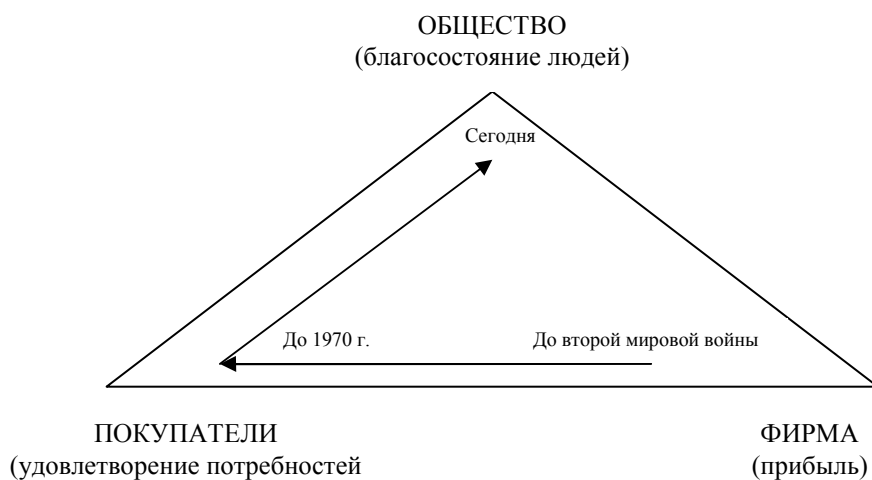 ОБЩЕСТВО
(благосостояние людей)
Сегодня
До 1970 г.
До второй мировой войны
ПОКУПАТЕЛИ
(удовлетворение потребностей
ФИРМА
(прибыль)